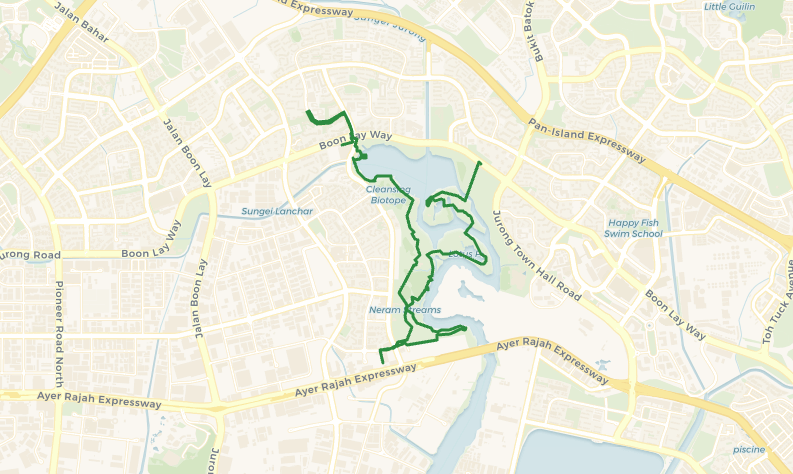 Jalan Bahar
nd Expressway
Sungei Jurong
Bukit Batok
Little Guilin
Jalan Boon Lay
Boon Lay Way
Pan-Island Expressway
Cleansing
Biotope
Sungei Lanchar
Happy Fish
Swim School
Jurong Town Hall Road
urong Road
Boon Lay Way
Lotus P
Pioneer Road North
Jalan Boon Lay
Neram Streams
Boon Lay Way
Toh Tuck Avenue
Ayer Rajah Expressway
Ayer Rajah Expressway
Ayer Rajah Expressway
Juro
piscine